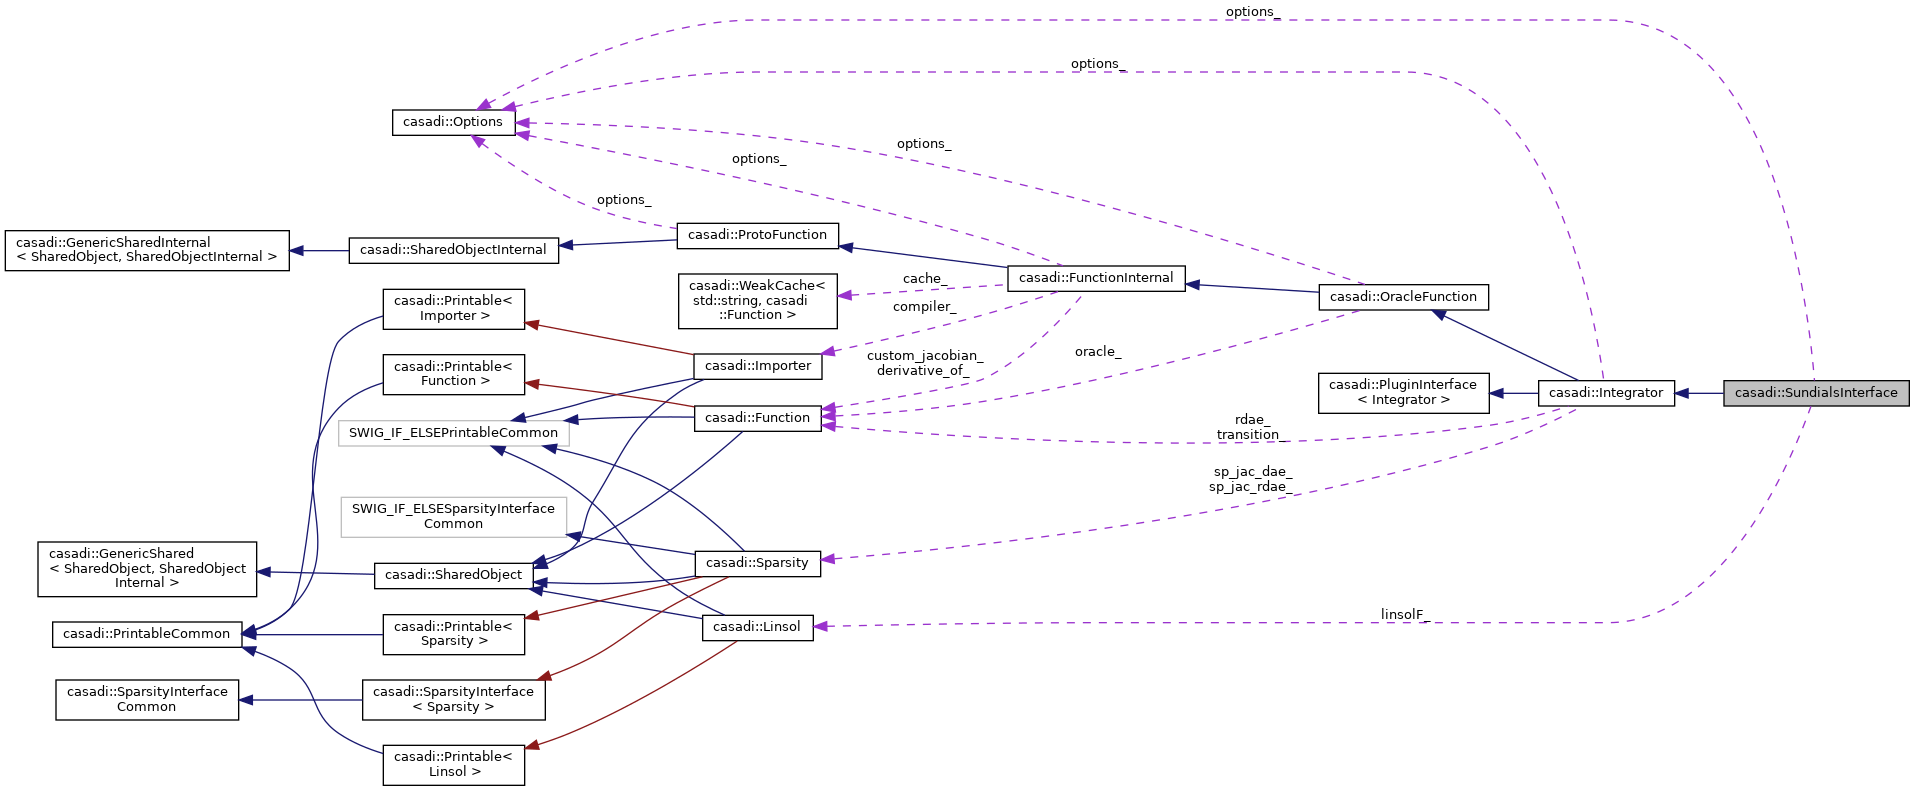 options_
options_
casadi::Options
options_
options_
options_
casadi::ProtoFunction
casadi::GenericSharedInternal
< SharedObject, SharedObjectInternal >
casadi::SharedObjectInternal
casadi::FunctionInternal
cache_
casadi::WeakCache<
std::string, casadi
::Function >
casadi::OracleFunction
casadi::Printable<
Importer >
compiler_
custom_jacobian_
derivative_of_
oracle_
casadi::Importer
casadi::Printable<
Function >
casadi::PluginInterface
< Integrator >
casadi::Integrator
casadi::SundialsInterface
casadi::Function
rdae_
transition_
SWIG_IF_ELSEPrintableCommon
sp_jac_dae_
sp_jac_rdae_
SWIG_IF_ELSESparsityInterface
Common
casadi::GenericShared
< SharedObject, SharedObject
Internal >
casadi::SharedObject
casadi::Sparsity
linsolF_
casadi::PrintableCommon
casadi::Printable<
Sparsity >
casadi::Linsol
casadi::SparsityInterface
Common
casadi::SparsityInterface
< Sparsity >
casadi::Printable<
Linsol >